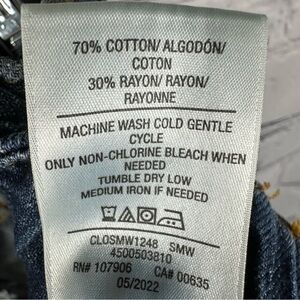 70% COTTON/ ALGODÓN/
COTON
30% RAYON/ RAYON/
RAYONNE
MACHINE WASH COLD GENTLE
CYCLE
ONLY NON-CHLORINE BLEACH WHEN
NEEDED
TUMBLE DRY LOW
MEDIUM IRON IF NEEDED
CLOSMW1248 SMW
4500503810
RN# 107906 CA# 00635
05/2022